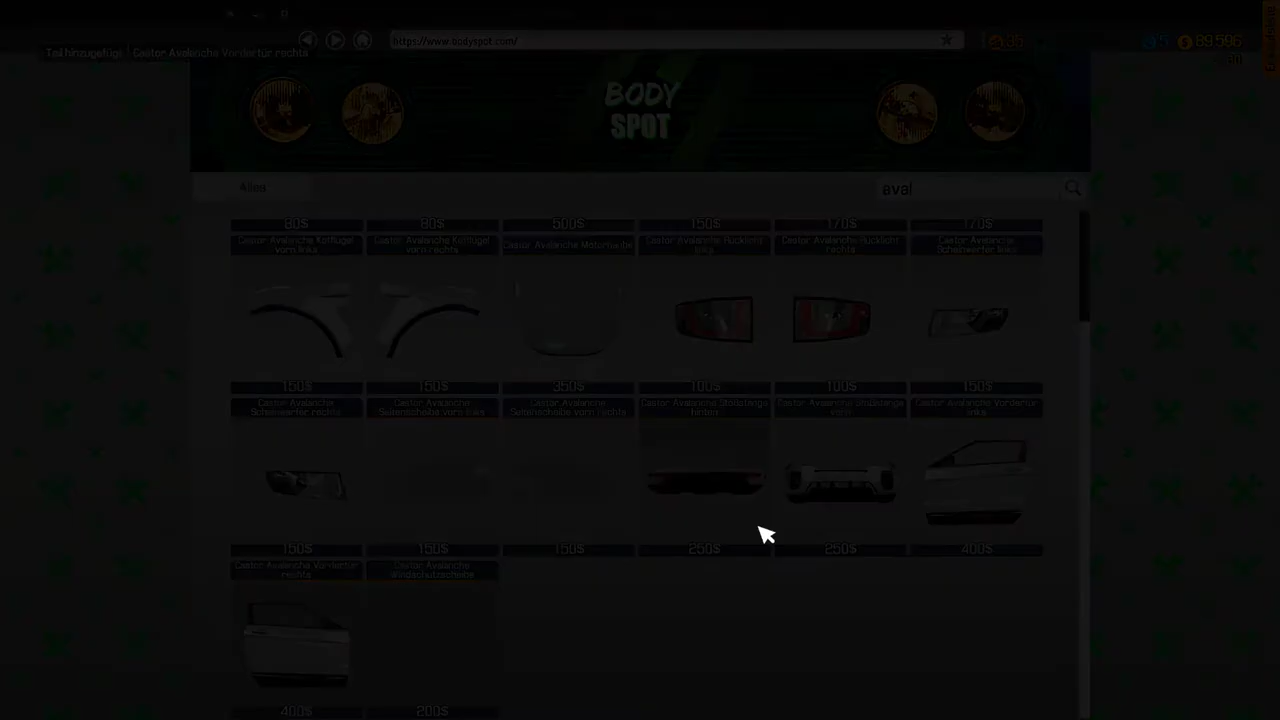 Teil hinzugefügt | Castor Avalanche Vordertür rechts
https://www.bodyspot.com/
35
5
89,596
BODY
SPOT
Alles
aval
80$ 80$ 500$ 150$ 170$ 170$
Castor Avalanche Kotflügel vorn links
Castor Avalanche Kotflügel vorn rechts
Castor Avalanche Motorhaube
Castor Avalanche Rücklicht links
Castor Avalanche Rücklicht rechts
Castor Avalanche Scheinwerfer links
150$ 150$ 350$ 100$ 100$ 150$
Castor Avalanche Scheinwerfer rechts
Castor Avalanche Seitenscheibe vorn links
Castor Avalanche Seitenscheibe vorn rechts
Castor Avalanche Stoßstange hinten
Castor Avalanche Stoßstange vorn
Castor Avalanche Vordertür links
150$ 150$ 150$ 250$ 250$ 400$
Castor Avalanche Vordertür rechts
Castor Avalanche Windschutzscheibe
400$ 200$